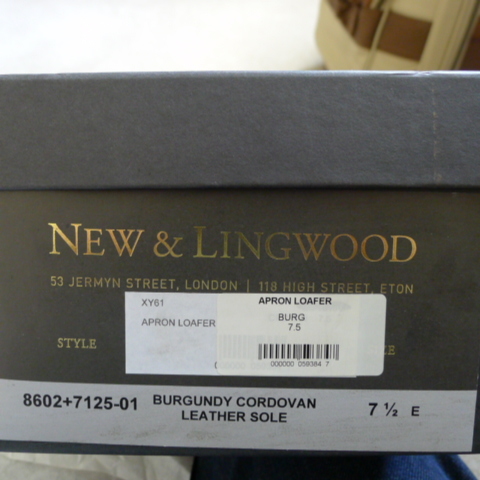 NEW & LINGWOOD
53 JERMYN STREET, LONDON | 118 HIGH STREET, ETON
XY61
APRON LOAFER
APRON LOAFER
BURG
7.5
000000 059384 7
STYLE
8602+7125-01 BURGUNDY CORDOVAN 7 ½ E
LEATHER SOLE